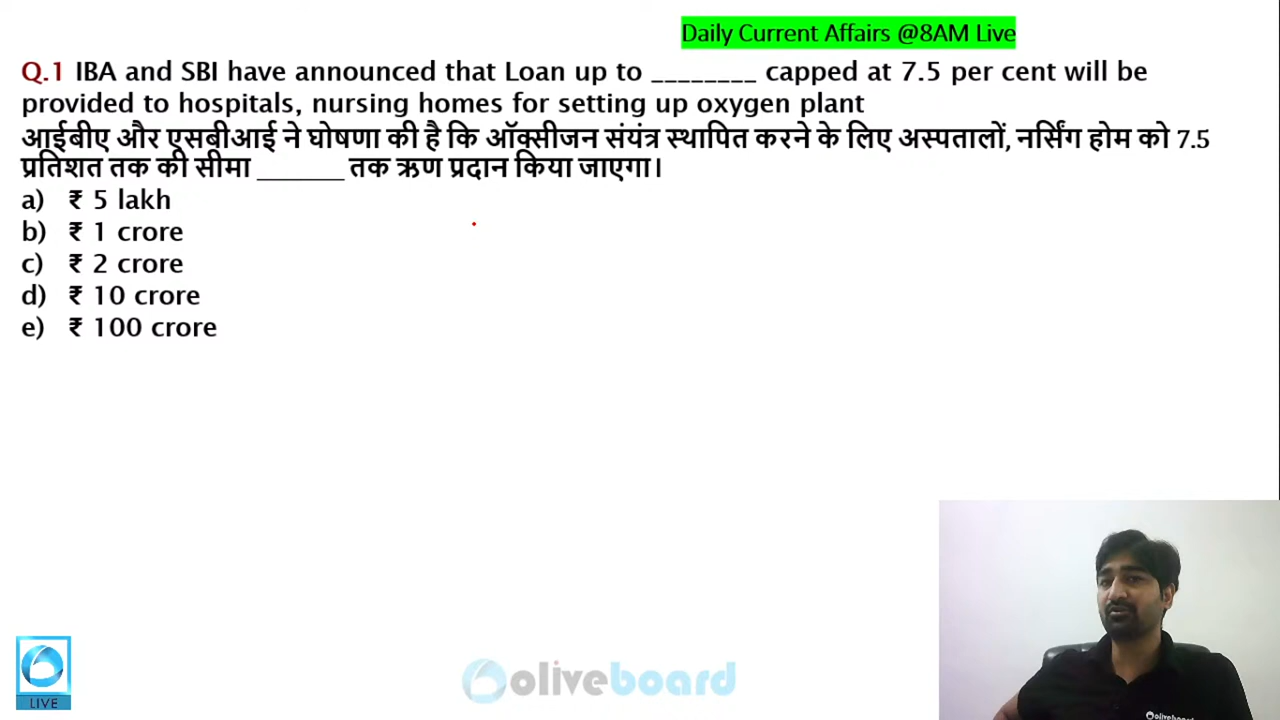 Daily Current Affairs @8AM Live
Q.1 IBA and SBI have announced that Loan up to ________ capped at 7.5 per cent will be
provided to hospitals, nursing homes for setting up oxygen plant
आईबीए और एसबीआई ने घोषणा की है कि ऑक्सीजन संयंत्र स्थापित करने के लिए अस्पतालों, नर्सिंग होम को 7.5
प्रतिशत तक की सीमा _______ तक ऋण प्रदान किया जाएगा।
a) ₹ 5 lakh
b) ₹ 1 crore
c) ₹ 2 crore
d) ₹ 10 crore
e) ₹ 100 crore
LIVE
oliveboard
oliveboard